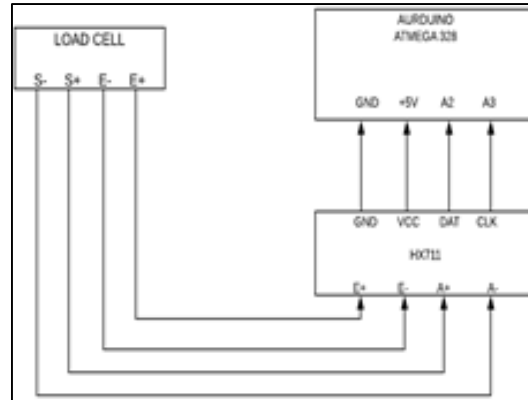 LOAD CELL
S- S+ E- E+
AURDUINO
ATMEGA 328
GND +5V A2 A3
GND VCC DAT CLK
HX711
E+ E- A+ A-